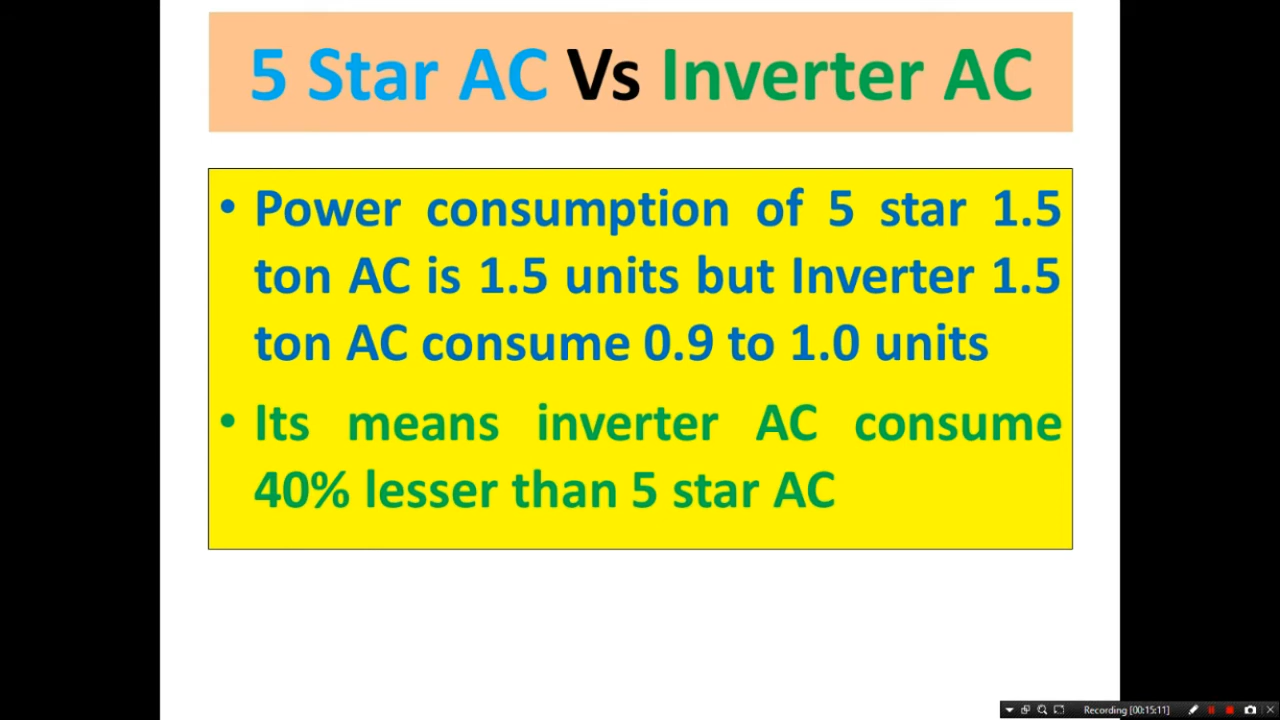 5 Star AC Vs Inverter AC
• Power consumption of 5 star 1.5
ton AC is 1.5 units but Inverter 1.5
ton AC consume 0.9 to 1.0 units
• Its means inverter AC consume
40% lesser than 5 star AC
Recording [00:15:11]